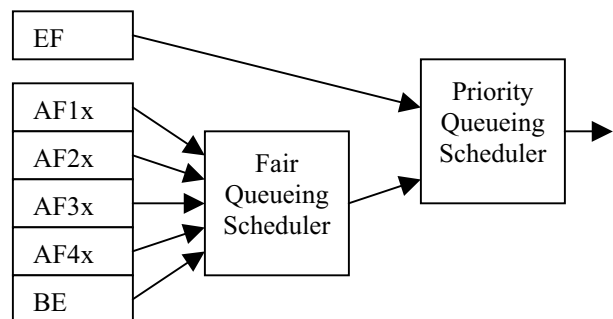 EF
AF1x
AF2x
AF3x
AF4x
BE
Fair
Queueing
Scheduler
Priority
Queueing
Scheduler